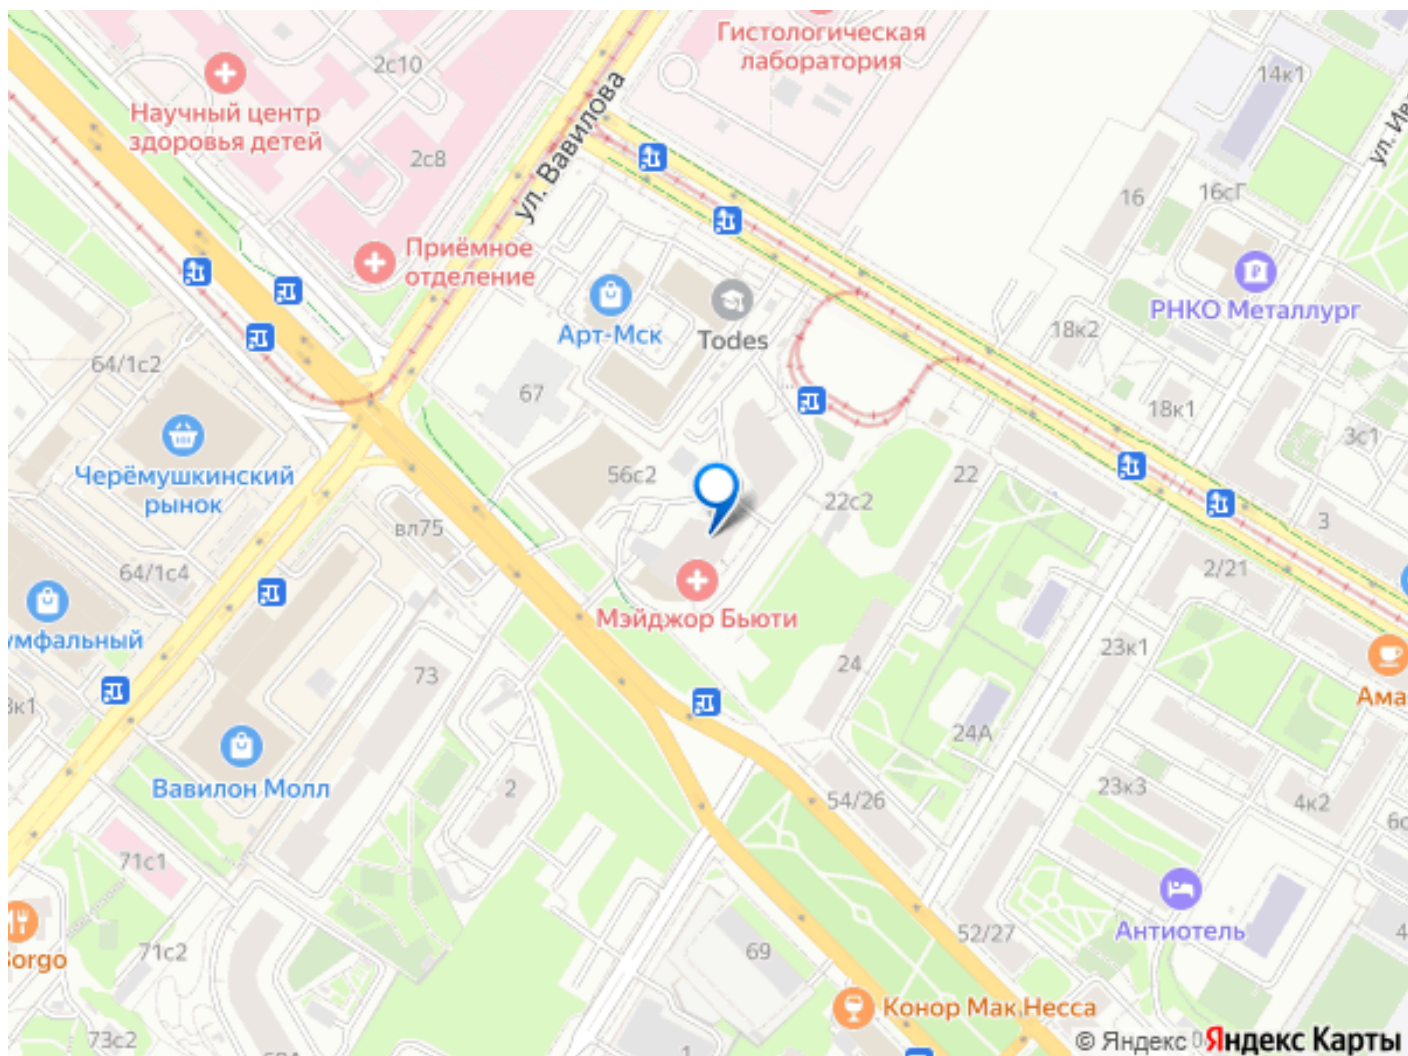 Гистологическая
лаборатория
2с10
14к1
Научный центр
здоровья детей
2с8
ул. Вавилова
16
16сГ
Приёмное
отделение
РНКО Металлург
Арт-Мск
Todes
18к2
64/1с2
67
18к1
3с1
Черёмушкинский
рынок
56с2
22
22с2
вл75
3
64/1с4
2/21
Мэйджор Бьюти
умфальный
23к1
24
73
Ама
24А
Вавилон Молл
2
54/26
23к3
4к2
71с1
Антиотель
52/27
71с2
69
Конор Мак Несса
73с2
1
© Яндекс
Яндекс Карты